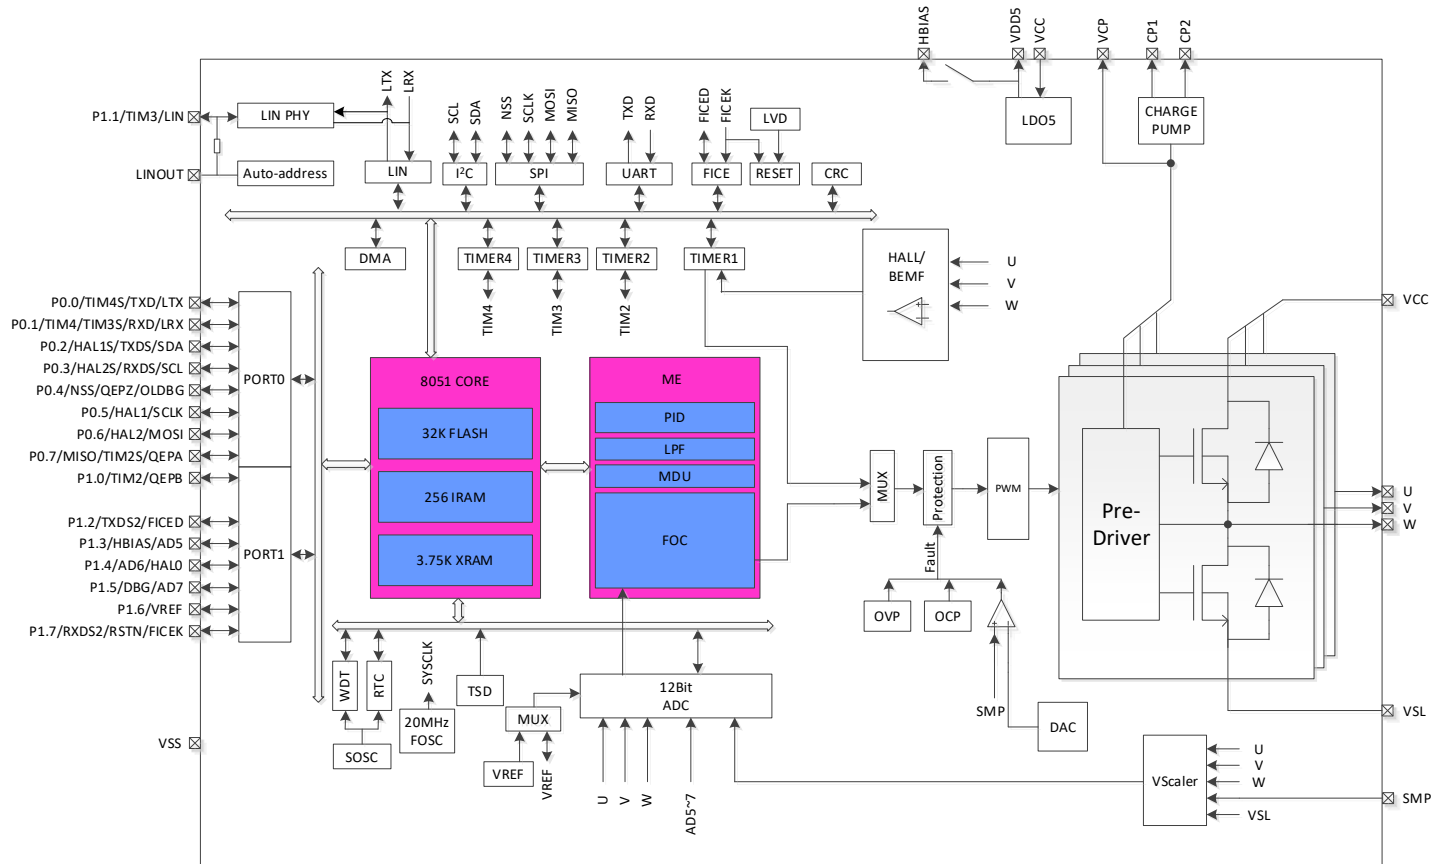 HBIAS
VDD5
VCC
VCP
CP1
CP2
P1.1/TIM3/LIN
LIN PHY
LTX
LRX
LINOUT
Auto-address
LIN
SCL
SDA
I²C
NSS
SCLK
MOSI
MISO
SPI
TXD
RXD
UART
FICED
FICEK
FICE
LVD
RESET
CRC
LDO5
CHARGE
PUMP
DMA
TIMER4
TIMER3
TIMER2
TIMER1
TIM4
TIM3
TIM2
HALL/
BEMF
U
V
W
VCC
P0.0/TIM4S/TXD/LTX
P0.1/TIM4/TIM3S/RXD/LRX
P0.2/HAL1S/TXDS/SDA
P0.3/HAL2S/RXDS/SCL
P0.4/NSS/QEPZ/OLDBG
P0.5/HAL1/SCLK
P0.6/HAL2/MOSI
P0.7/MISO/TIM2S/QEPA
P1.0/TIM2/QEPB
P1.2/TXDS2/FICED
P1.3/HBIAS/AD5
P1.4/AD6/HAL0
P1.5/DBG/AD7
P1.6/VREF
P1.7/RXDS2/RSTN/FICEK
PORT0
PORT1
8051 CORE
32K FLASH
256 IRAM
3.75K XRAM
ME
PID
LPF
MDU
FOC
MUX
Protection
PWM
Fault
OVP
OCP
Pre-
Driver
U
V
W
VSL
WDT
RTC
SOSC
SYSCLK
20MHz
FOSC
TSD
MUX
VREF
VREF
12Bit
ADC
U
V
W
AD5~7
SMP
DAC
VScaler
U
V
W
VSL
SMP
VSS